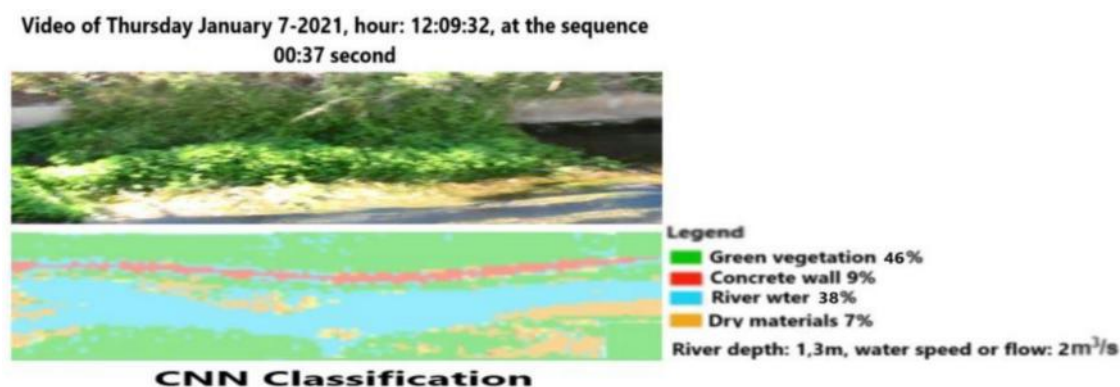 Video of Thursday January 7-2021, hour: 12:09:32, at the sequence
00:37 second
Legend
Green vegetation 46%
Concrete wall 9%
River wter 38%
Dry materials 7%
River depth: 1,3m, water speed or flow: 2m³/s
CNN Classification